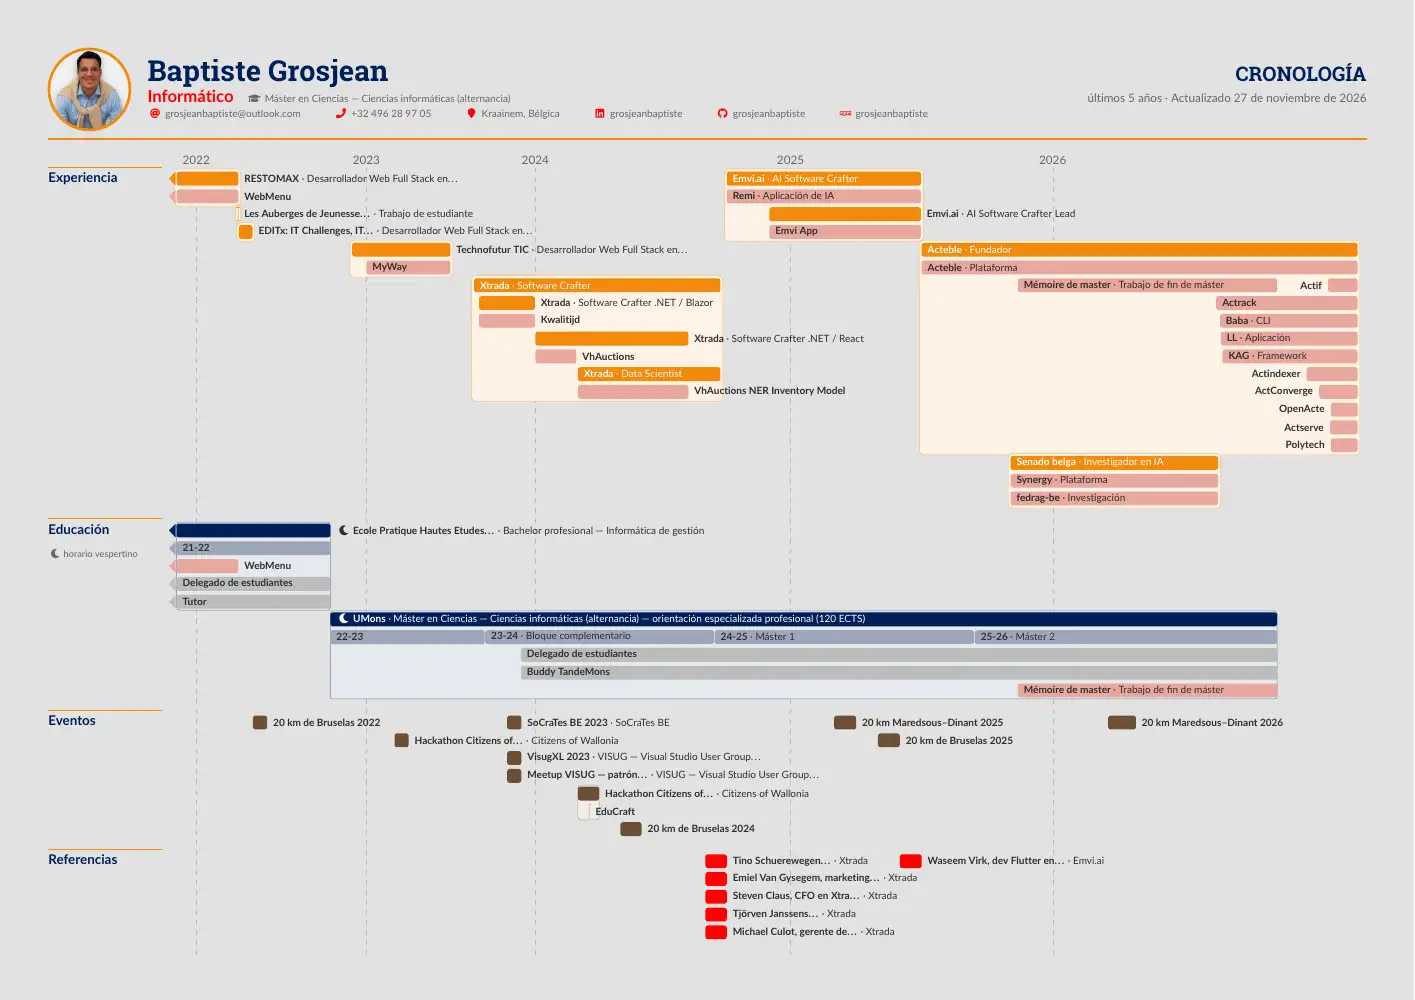 Baptiste Grosjean
CRONOLOGÍA
Informático Máster en Ciencias — Ciencias informáticas (alternancia)
últimos 5 años · Actualizado 27 de noviembre de 2026
grosjeanbaptiste@outlook.com +32 496 28 97 05 Kraainem, Bélgica grosjeanbaptiste grosjeanbaptiste grosjeanbaptiste
2022 2023 2024 2025 2026
Experiencia
RESTOMAX · Desarrollador Web Full Stack en…
Emvi.ai · AI Software Crafter
WebMenu
Remi · Aplicación de IA
Les Auberges de Jeunesse… · Trabajo de estudiante
Emvi.ai · AI Software Crafter Lead
EDITx: IT Challenges, IT… · Desarrollador Web Full Stack en…
Emvi App
Technofutur TIC · Desarrollador Web Full Stack en…
Acteble · Fundador
MyWay
Acteble · Plataforma
Xtrada · Software Crafter
Mémoire de master · Trabajo de fin de máster
Actif
Xtrada · Software Crafter .NET / Blazor
Actrack
Kwalitijd
Baba · CLI
Xtrada · Software Crafter .NET / React
LL · Aplicación
VhAuctions
KAG · Framework
Xtrada · Data Scientist
Actindexer
VhAuctions NER Inventory Model
ActConverge
OpenActe
Actserve
Polytech
Senado belga · Investigador en IA
Synergy · Plataforma
fedrag-be · Investigación
Educación
Ecole Pratique Hautes Etudes… · Bachelor profesional — Informática de gestión
horario vespertino
21-22
WebMenu
Delegado de estudiantes
Tutor
UMons · Máster en Ciencias — Ciencias informáticas (alternancia) — orientación especializada profesional (120 ECTS)
22-23 23-24 · Bloque complementario 24-25 · Máster 1 25-26 · Máster 2
Delegado de estudiantes
Buddy TandeMons
Mémoire de master · Trabajo de fin de máster
Eventos
20 km de Bruselas 2022
SoCraTes BE 2023 · SoCraTes BE
20 km Maredsous–Dinant 2025
20 km Maredsous–Dinant 2026
Hackathon Citizens of… · Citizens of Wallonia
20 km de Bruselas 2025
VisugXL 2023 · VISUG — Visual Studio User Group…
Meetup VISUG — patrón… · VISUG — Visual Studio User Group…
Hackathon Citizens of… · Citizens of Wallonia
EduCraft
20 km de Bruselas 2024
Referencias
Tino Schuerewegen… · Xtrada
Waseem Virk, dev Flutter en… · Emvi.ai
Emiel Van Gysegem, marketing… · Xtrada
Steven Claus, CFO en Xtra… · Xtrada
Tjörven Janssens… · Xtrada
Michael Culot, gerente de… · Xtrada